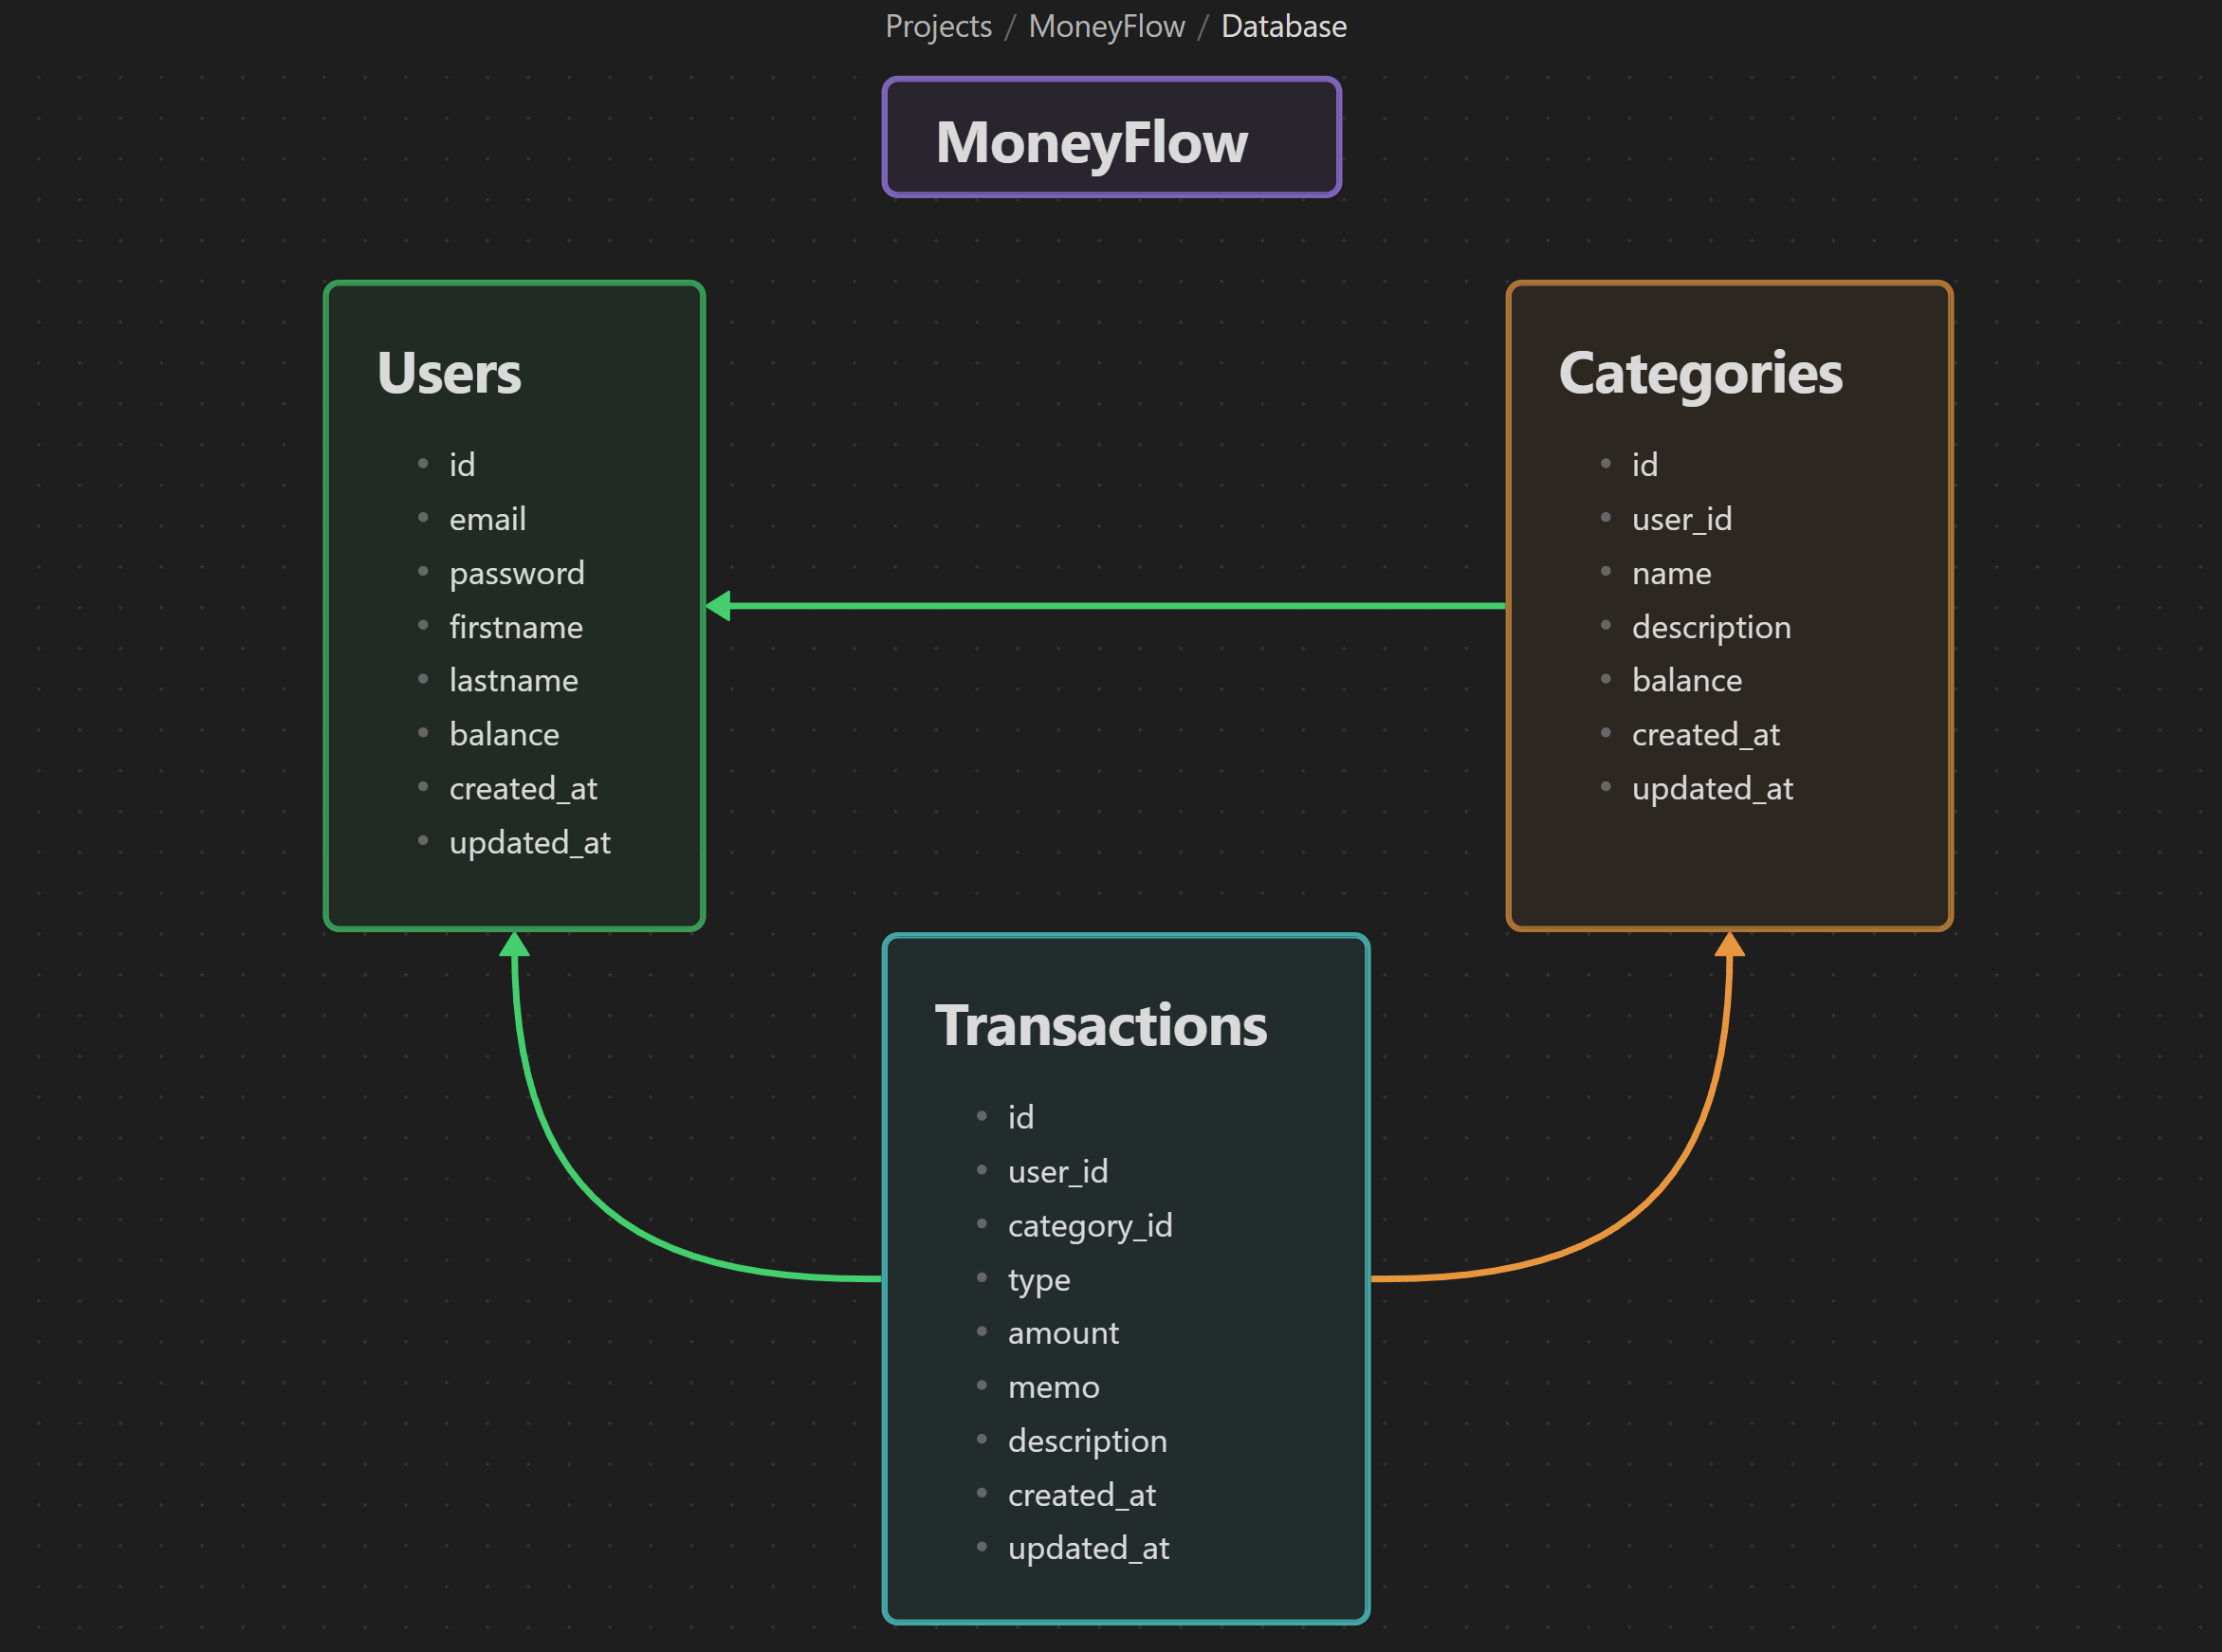 Projects / MoneyFlow / Database
MoneyFlow
Users
id
email
password
firstname
lastname
balance
created_at
updated_at
Categories
id
user_id
name
description
balance
created_at
updated_at
Transactions
id
user_id
category_id
type
amount
memo
description
created_at
updated_at